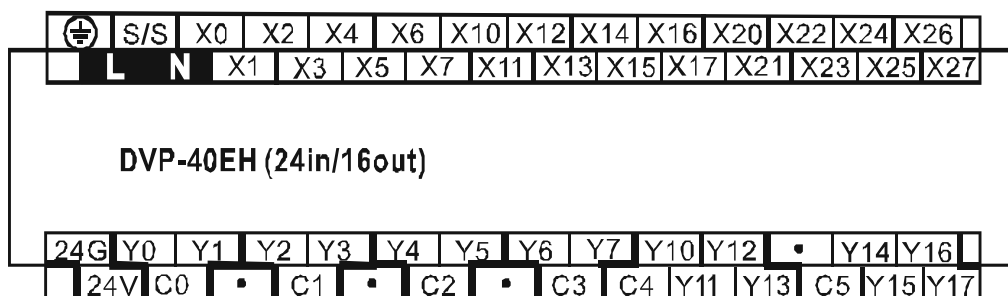 S/S X0 X2 X4 X6 X10 X12 X14 X16 X20 X22 X24 X26
L N X1 X3 X5 X7 X11 X13 X15 X17 X21 X23 X25 X27
DVP-40EH (24in/16out)
24G Y0 Y1 Y2 Y3 Y4 Y5 Y6 Y7 Y10 Y12 • Y14 Y16
24V C0 • C1 • C2 • C3 C4 Y11 Y13 C5 Y15 Y17